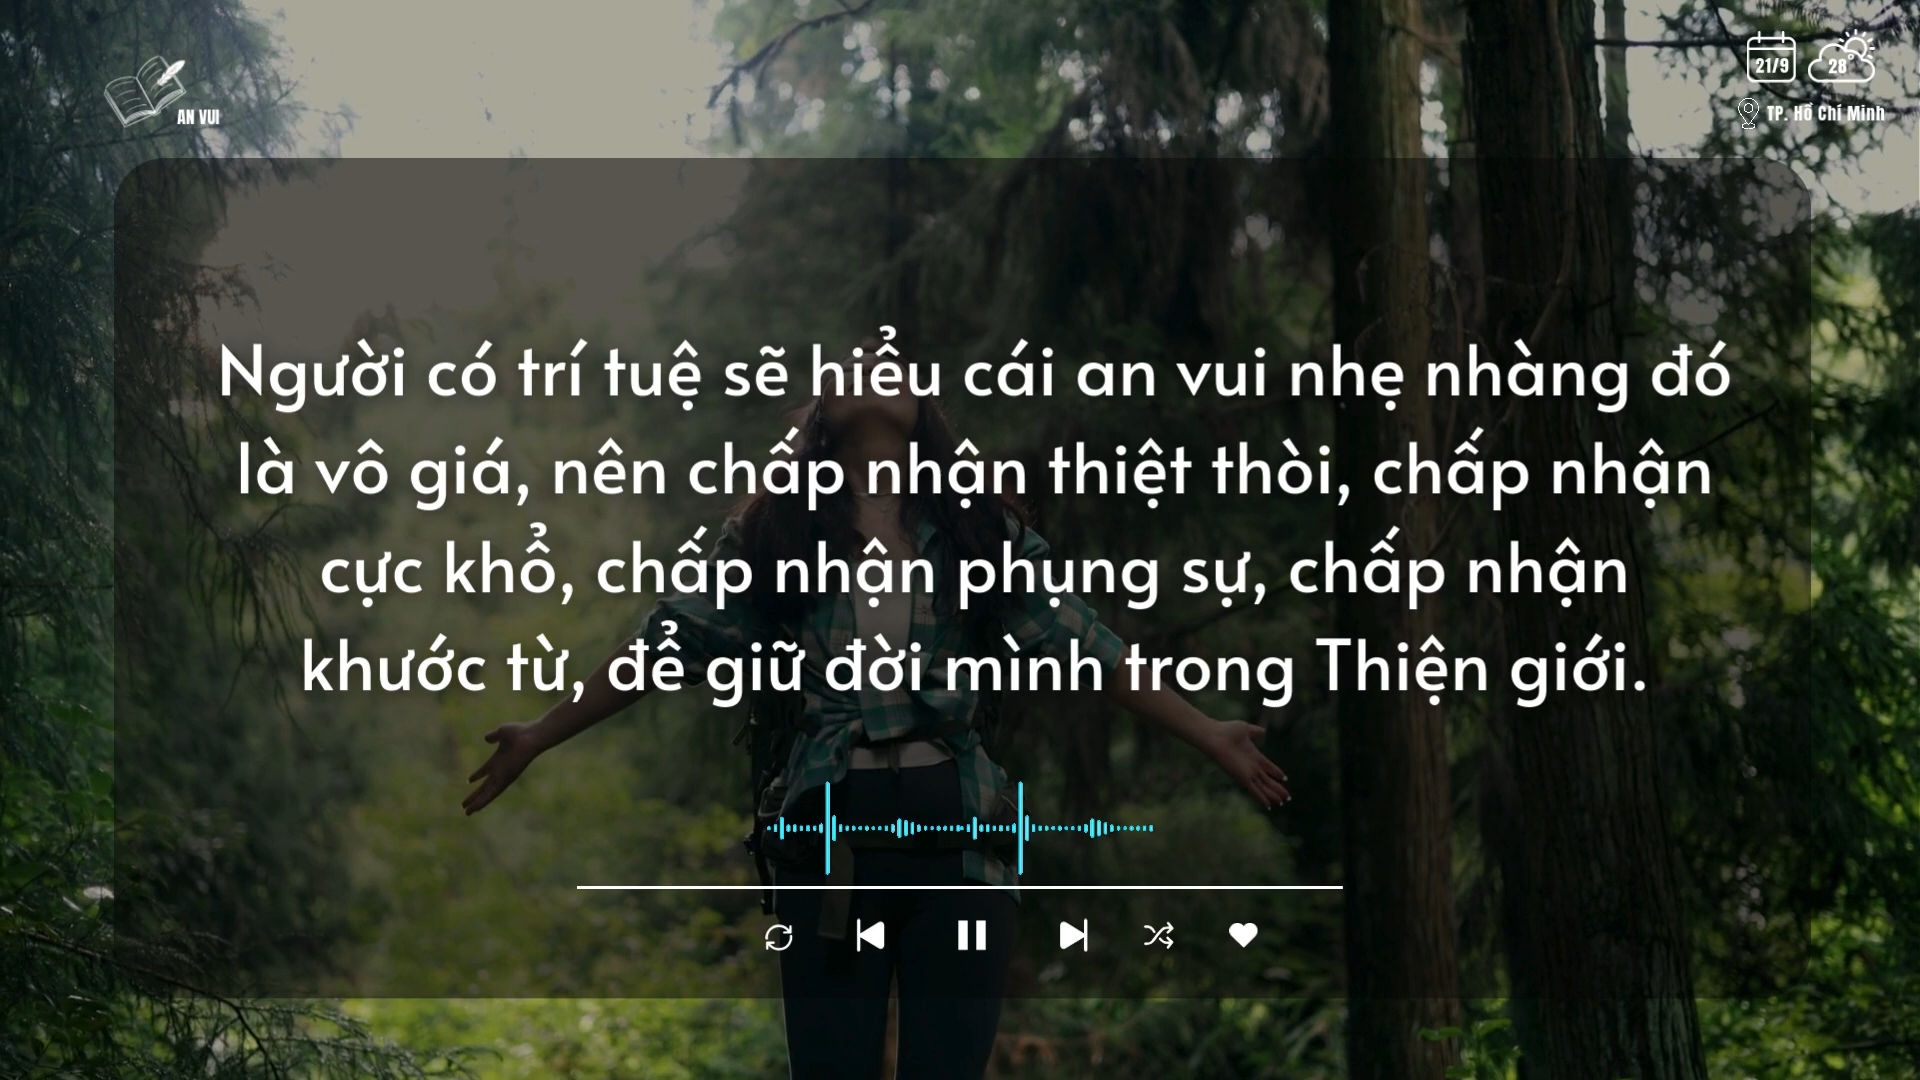 AN VUI
21/9
28°
TP. Hồ Chí Minh
Người có trí tuệ sẽ hiểu cái an vui nhẹ nhàng đó
là vô giá, nên chấp nhận thiệt thòi, chấp nhận
cực khổ, chấp nhận phụng sự, chấp nhận
khước từ, để giữ đời mình trong Thiện giới.